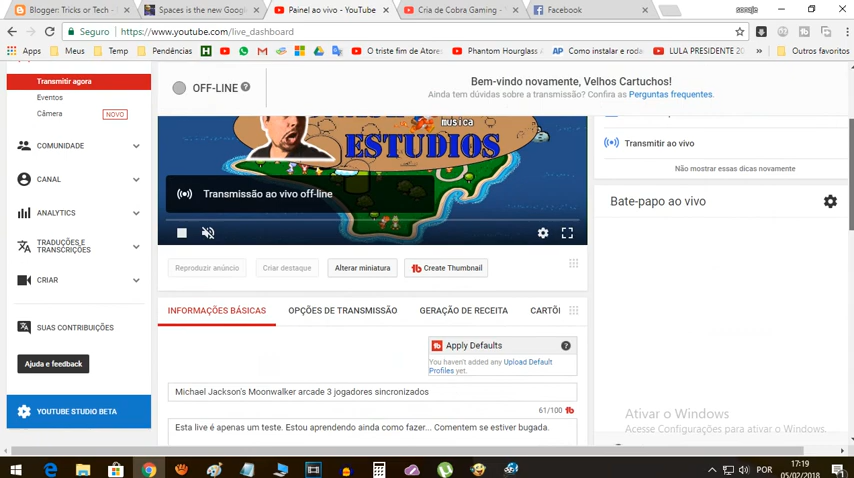 Blogger: Tricks or Tech -
Spaces is the new Googl
Painel ao vivo - YouTube
Cria de Cobra Gaming - Y
Facebook
Seguro
https://www.youtube.com/live_dashboard
Apps
Meus
Temp
Pendências
O triste fim de Atores
Phantom Hourglass A
AP Como instalar e roda
LULA PRESIDENTE 20
Outros favoritos
Transmitir agora
Eventos
Câmera
NOVO
COMUNIDADE
CANAL
ANALYTICS
TRADUÇÕES E
TRANSCRIÇÕES
CRIAR
SUAS CONTRIBUIÇÕES
Ajuda e feedback
YOUTUBE STUDIO BETA
OFF-LINE
Bem-vindo novamente, Velhos Cartuchos!
Ainda tem dúvidas sobre a transmissão? Confira as Perguntas frequentes.
música
ESTUDIOS
Transmissão ao vivo off-line
Reproduzir anúncio
Criar destaque
Alterar miniatura
Create Thumbnail
INFORMAÇÕES BÁSICAS
OPÇÕES DE TRANSMISSÃO
GERAÇÃO DE RECEITA
CARTÕI
Apply Defaults
You haven't added any Upload Default
Profiles yet.
Michael Jackson's Moonwalker arcade 3 jogadores sincronizados
61/100
Esta live é apenas um teste. Estou aprendendo ainda como fazer... Comentem se estiver bugada.
Transmitir ao vivo
Não mostrar essas dicas novamente
Bate-papo ao vivo
Ativar o Windows
Acesse Configurações para ativar o Windows.
POR
17:19
05/02/2018